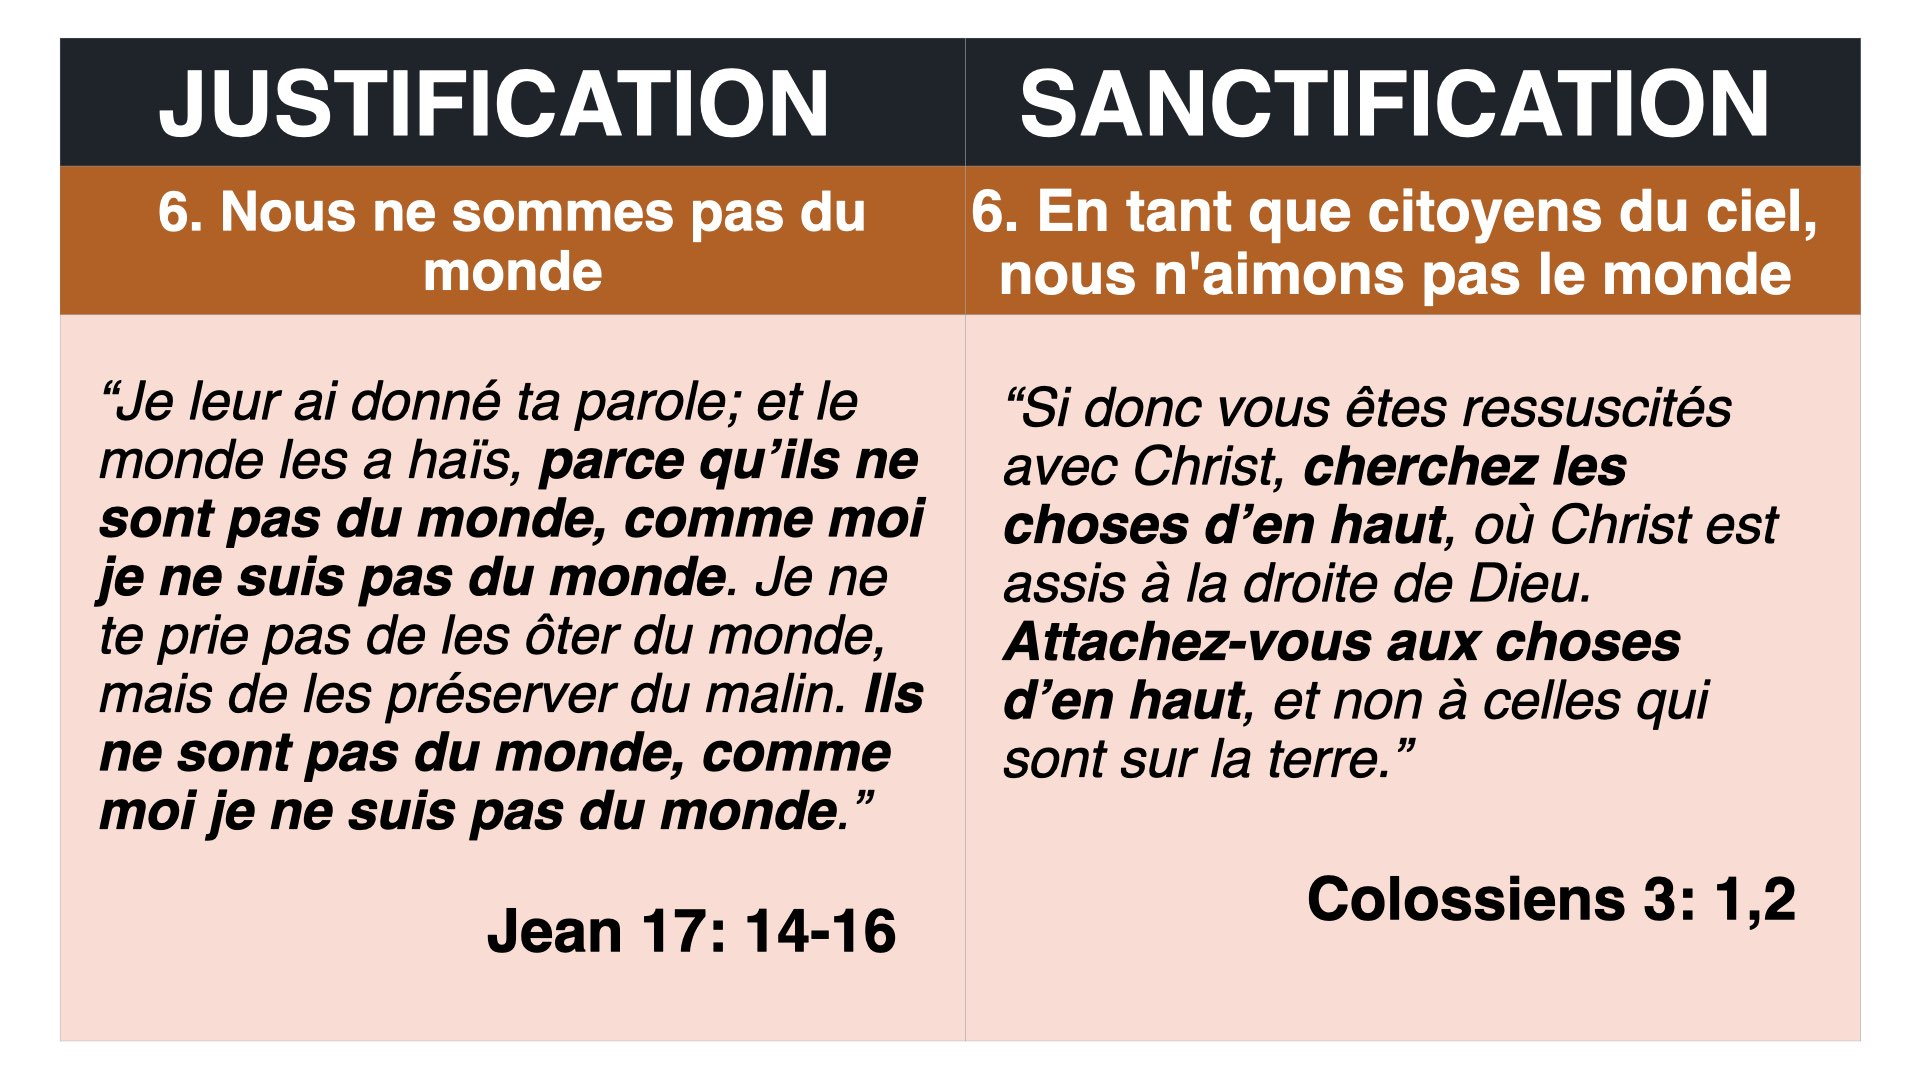 JUSTIFICATION
6. Nous ne sommes pas du
monde
“Je leur ai donné ta parole; et le
monde les a haïs, parce qu’ils ne
sont pas du monde, comme moi
je ne suis pas du monde. Je ne
te prie pas de les ôter du monde,
mais de les préserver du malin. Ils
ne sont pas du monde, comme
moi je ne suis pas du monde.”
Jean 17: 14-16
SANCTIFICATION
6. En tant que citoyens du ciel,
nous n'aimons pas le monde
“Si donc vous êtes ressuscités
avec Christ, cherchez les
choses d’en haut, où Christ est
assis à la droite de Dieu.
Attachez-vous aux choses
d’en haut, et non à celles qui
sont sur la terre.”
Colossiens 3: 1,2